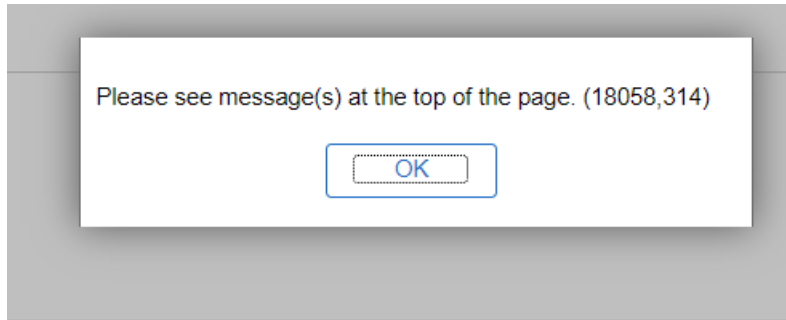 Please see message(s) at the top of the page. (18058,314)
OK